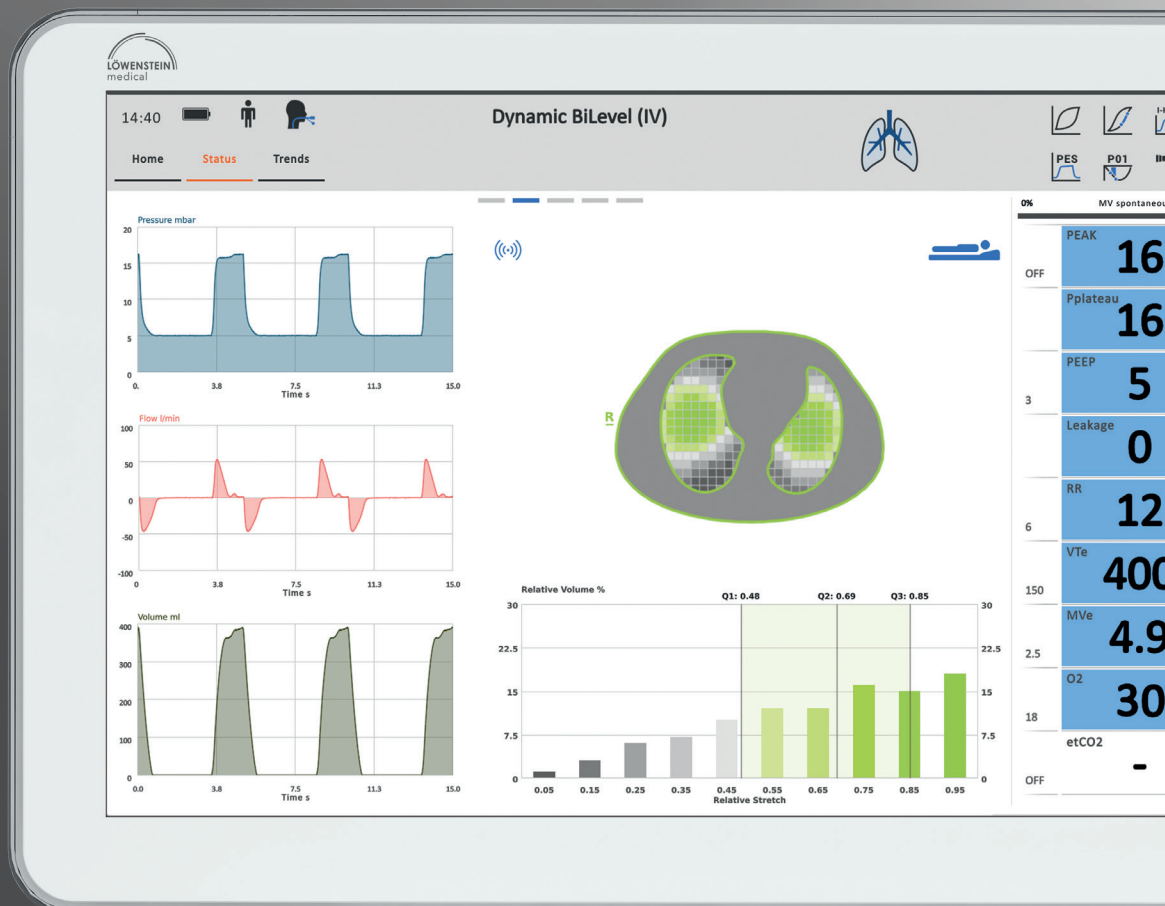 LÖWENSTEIN
medical
14:40
Dynamic BiLevel (IV)
Home Status Trends
PES P01
Pressure mbar
20
15
10
5
0
0. 3.8 7.5 11.3 15.0
Time s
Flow l/min
100
50
0
-50
-100
0 3.8 7.5 11.3 15.0
Time s
Volume ml
400
300
200
100
0
0.0 3.8 7.5 11.3 15.0
Time s
R
Relative Volume %
Q1: 0.48 Q2: 0.69 Q3: 0.85
30 30
22.5 22.5
15 15
7.5 7.5
0 0
0.05 0.15 0.25 0.35 0.45 0.55 0.65 0.75 0.85 0.95
Relative Stretch
0% MV spontaneou
PEAK
16
OFF
Pplateau
16
PEEP
5
3
Leakage
0
RR
12
6
VTe
400
150
MVe
4.9
2.5
O2
30
18
etCO2
-
OFF